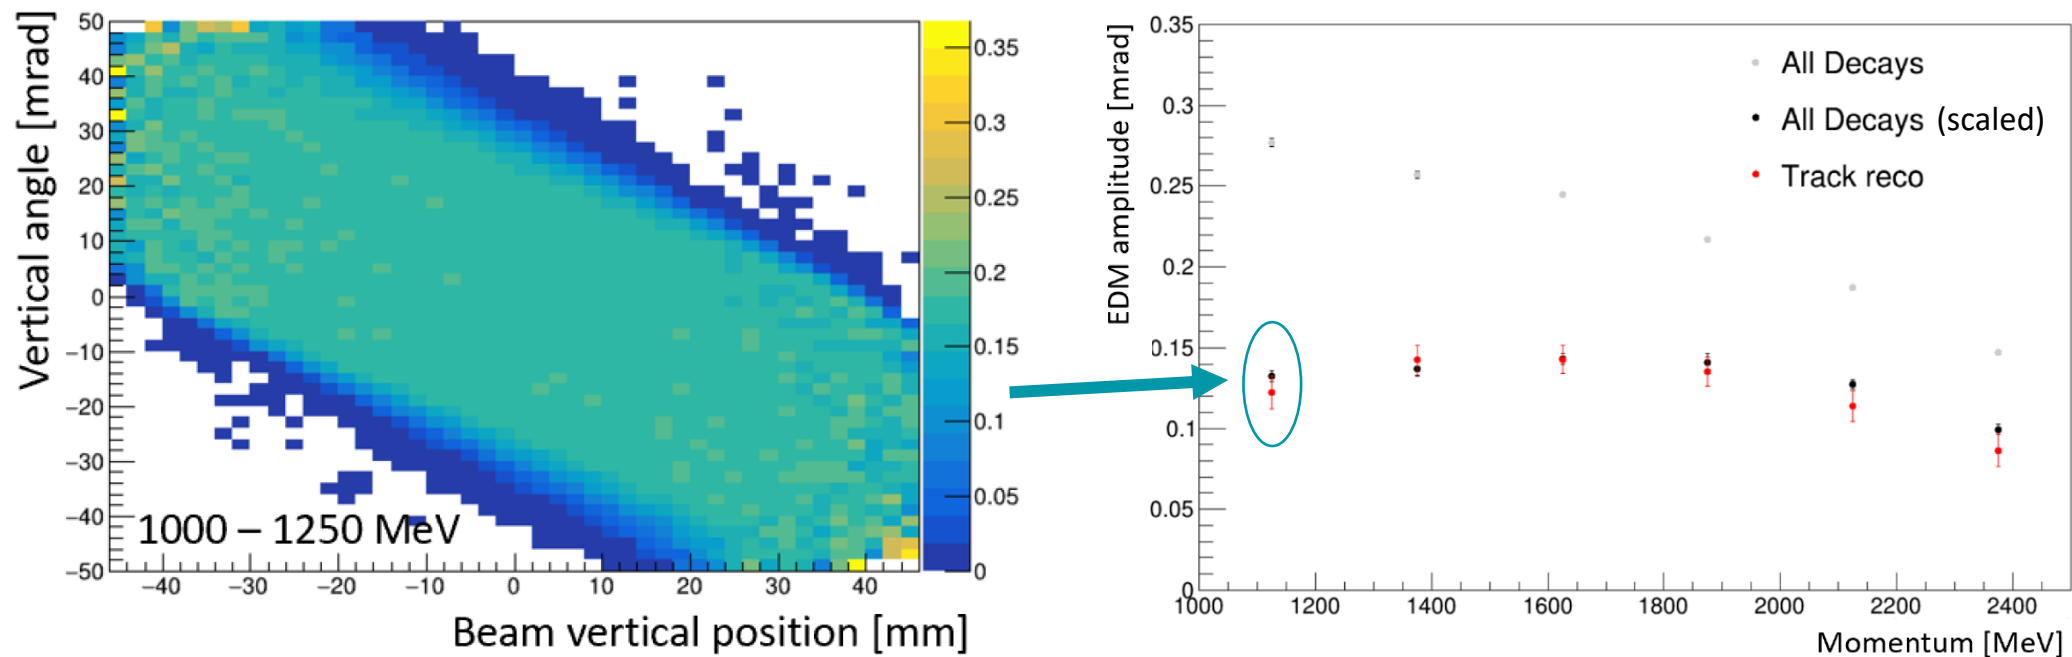 Vertical angle [mrad]
50
40
30
20
10
0
−10
−20
−30
−40
−50
1000 – 1250 MeV
−40 −30 −20 −10 0 10 20 30 40
Beam vertical position [mm]
0.35
0.3
0.25
0.2
0.15
0.1
0.05
0
EDM amplitude [mrad]
0.35
0.3
0.25
0.2
0.15
0.1
0.05
0
All Decays
All Decays (scaled)
Track reco
1000 1200 1400 1600 1800 2000 2200 2400
Momentum [MeV]